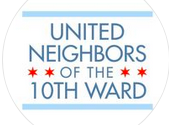 UNITED
NEIGHBORS
OF THE
10TH WARD